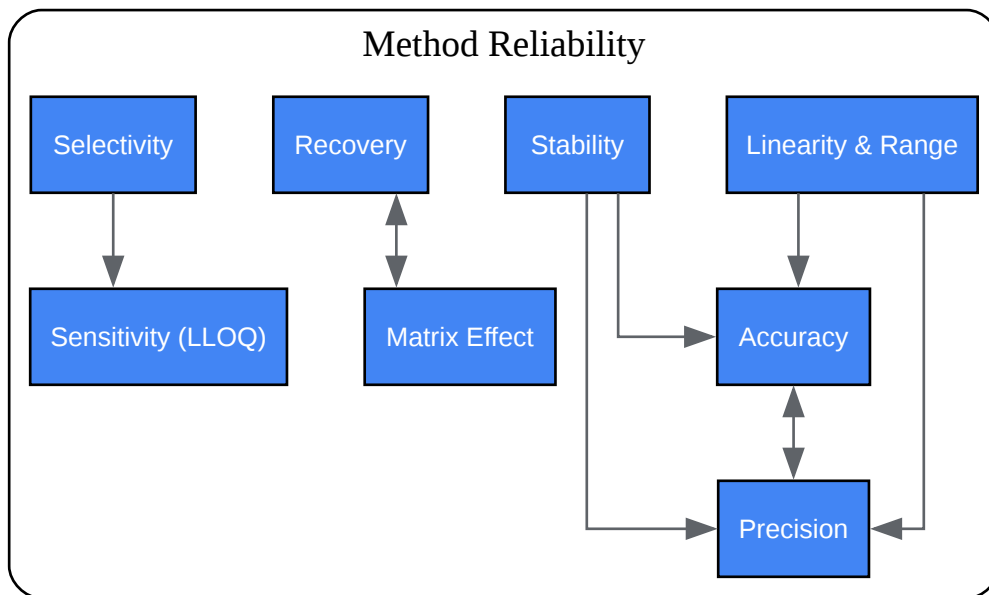 Method Reliability
Selectivity
Recovery
Stability
Linearity & Range
Sensitivity (LLOQ)
Matrix Effect
Accuracy
Precision